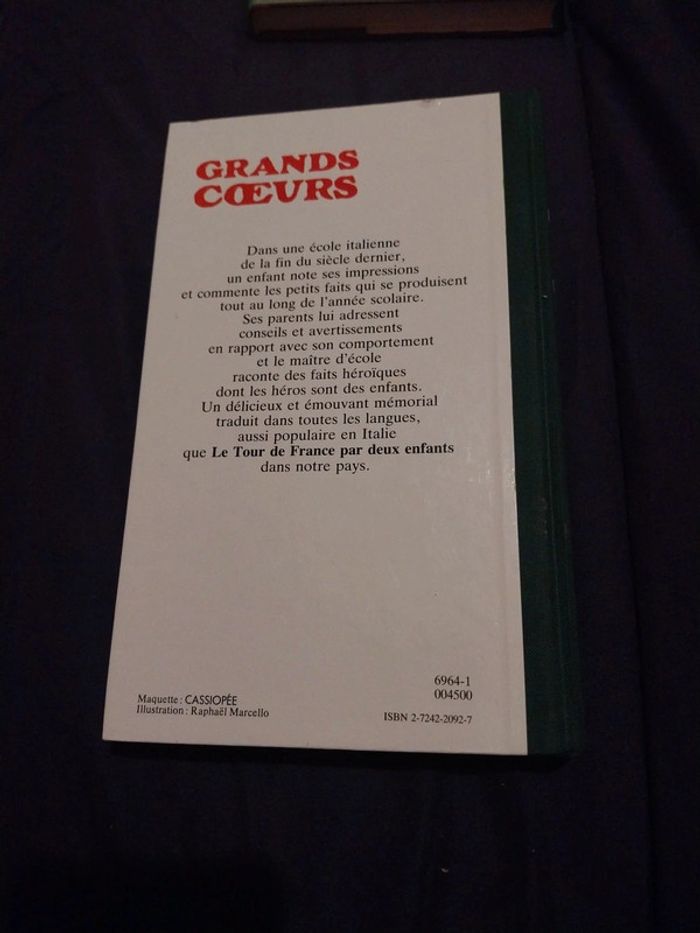 GRANDS
CŒURS
Dans une école italienne
de la fin du siècle dernier,
un enfant note ses impressions
et commente les petits faits qui se produisent
tout au long de l'année scolaire.
Ses parents lui adressent
conseils et avertissements
en rapport avec son comportement
et le maître d'école
raconte des faits héroïques
dont les héros sont des enfants.
Un délicieux et émouvant mémorial
traduit dans toutes les langues,
aussi populaire en Italie
que Le Tour de France par deux enfants
dans notre pays.
6964-1
004500
Maquette : CASSIOPÉE
Illustration : Raphaël Marcello
ISBN 2-7242-2092-7